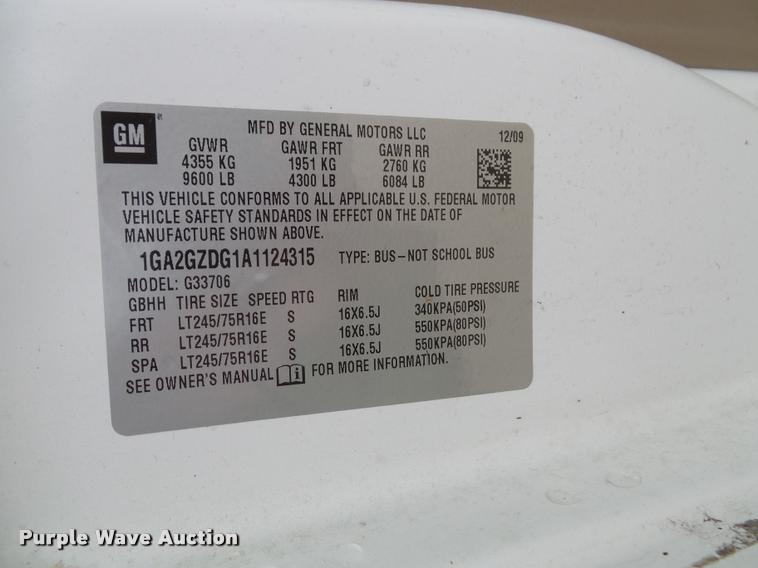 GM
MFD BY GENERAL MOTORS LLC 12/09
GVWR GAWR FRT GAWR RR
4355 KG 1951 KG 2760 KG
9600 LB 4300 LB 6084 LB
THIS VEHICLE CONFORMS TO ALL APPLICABLE U.S. FEDERAL MOTOR
VEHICLE SAFETY STANDARDS IN EFFECT ON THE DATE OF
MANUFACTURE SHOWN ABOVE.
1GA2GZDG1A1124315 TYPE: BUS-NOT SCHOOL BUS
MODEL: G33706
GBHH TIRE SIZE SPEED RTG RIM COLD TIRE PRESSURE
FRT LT245/75R16E S 16X6.5J 340KPA(50PSI)
RR LT245/75R16E S 16X6.5J 550KPA(80PSI)
SPA LT245/75R16E S 16X6.5J 550KPA(80PSI)
SEE OWNER'S MANUAL FOR MORE INFORMATION.
Purple Wave Auction